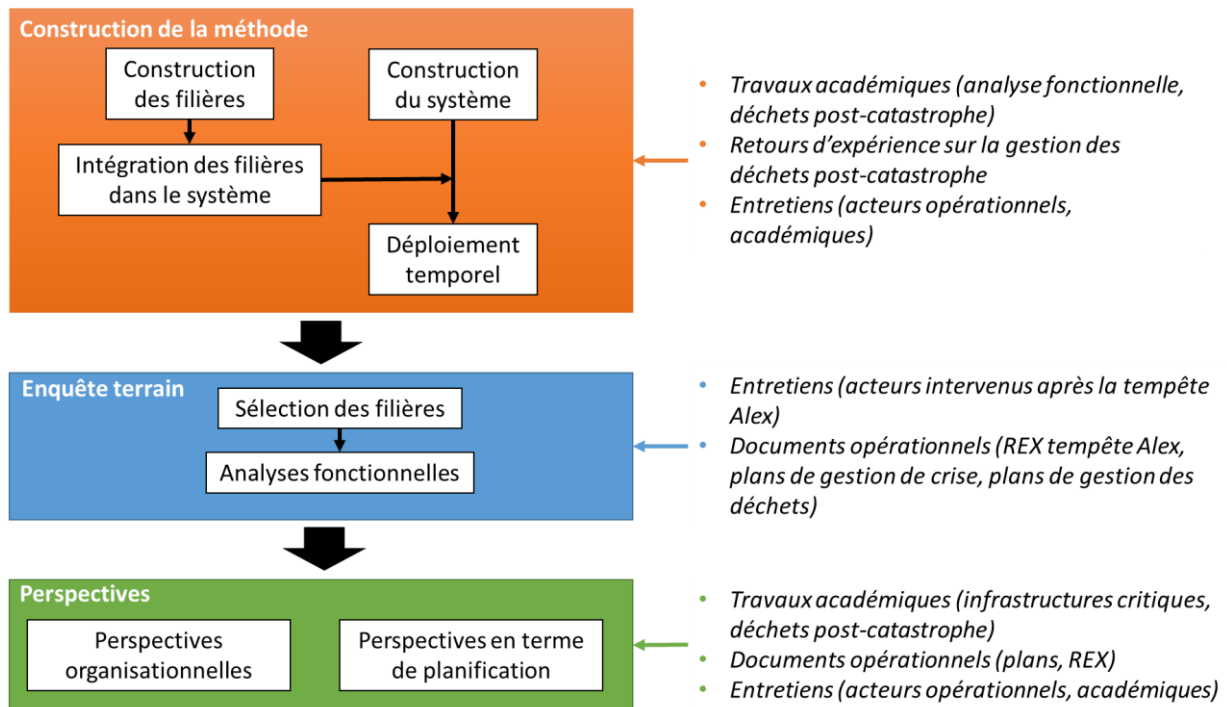 Construction de la méthode
Construction
des filières
Construction
du système
Intégration des filières
dans le système
Déploiement
temporel
• Travaux académiques (analyse fonctionnelle,
déchets post-catastrophe)
• Retours d'expérience sur la gestion des
déchets post-catastrophe
• Entretiens (acteurs opérationnels,
académiques)
Enquête terrain
Sélection des filières
Analyses fonctionnelles
• Entretiens (acteurs intervenus après la tempête
Alex)
• Documents opérationnels (REX tempête Alex,
plans de gestion de crise, plans de gestion des
déchets)
Perspectives
Perspectives
organisationnelles
Perspectives en terme
de planification
• Travaux académiques (infrastructures critiques,
déchets post-catastrophe)
• Documents opérationnels (plans, REX)
• Entretiens (acteurs opérationnels, académiques)